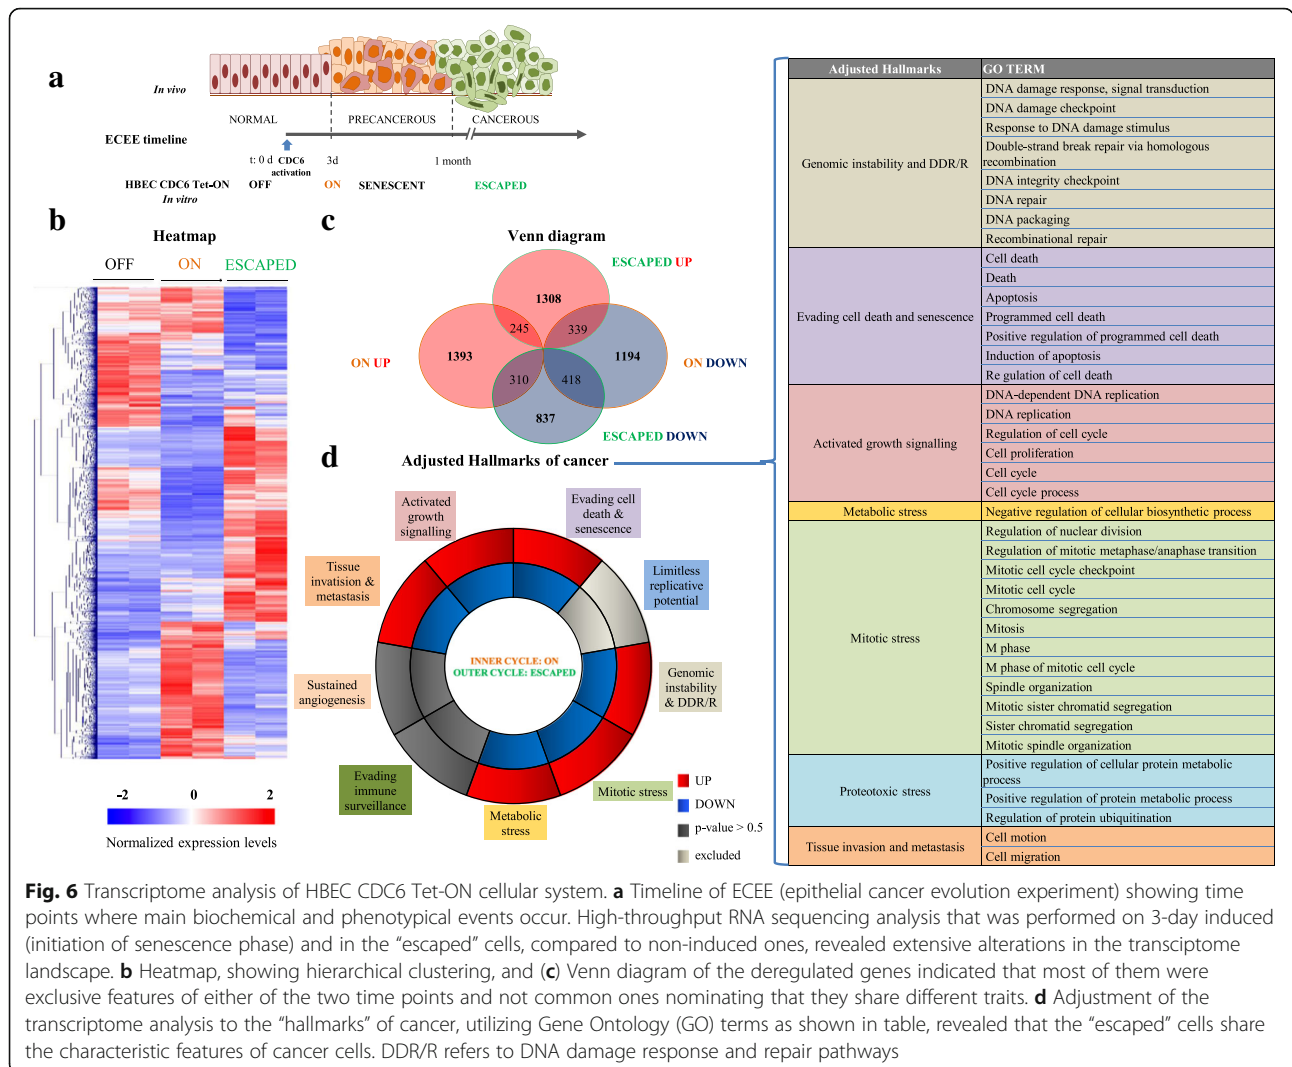 a
In vivo
NORMAL
PRECANCEROUS
CANCEROUS
ECEE timeline
t: 0 d
CDC6
activation
3d
1 month
HBEC CDC6 Tet-ON
In vitro
OFF
ON
SENESCENT
ESCAPED
b
Heatmap
OFF
ON
ESCAPED
-2
0
2
Normalized expression levels
c
Venn diagram
ESCAPED UP
1308
245
339
ON UP
1393
1194
ON DOWN
310
418
837
ESCAPED DOWN
d
Adjusted Hallmarks of cancer
Activated
growth
signalling
Evading cell
death &
senescence
Tissue
invatision &
metastasis
Limitless
replicative
potential
INNER CYCLE: ON
OUTER CYCLE: ESCAPED
Sustained
angiogenesis
Genomic
instability
& DDR/R
Evading
immune
surveillance
Metabolic
stress
Mitotic stress
UP
DOWN
p-value > 0.5
excluded
Adjusted Hallmarks
GO TERM
Genomic instability and DDR/R
DNA damage response, signal transduction
DNA damage checkpoint
Response to DNA damage stimulus
Double-strand break repair via homologous
recombination
DNA integrity checkpoint
DNA repair
DNA packaging
Recombinational repair
Evading cell death and senescence
Cell death
Death
Apoptosis
Programmed cell death
Positive regulation of programmed cell death
Induction of apoptosis
Re gulation of cell death
Activated growth signalling
DNA-dependent DNA replication
DNA replication
Regulation of cell cycle
Cell proliferation
Cell cycle
Cell cycle process
Metabolic stress
Negative regulation of cellular biosynthetic process
Mitotic stress
Regulation of nuclear division
Regulation of mitotic metaphase/anaphase transition
Mitotic cell cycle checkpoint
Mitotic cell cycle
Chromosome segregation
Mitosis
M phase
M phase of mitotic cell cycle
Spindle organization
Mitotic sister chromatid segregation
Sister chromatid segregation
Mitotic spindle organization
Proteotoxic stress
Positive regulation of cellular protein metabolic
process
Positive regulation of protein metabolic process
Regulation of protein ubiquitination
Tissue invasion and metastasis
Cell motion
Cell migration
Fig. 6 Transcriptome analysis of HBEC CDC6 Tet-ON cellular system. a Timeline of ECEE (epithelial cancer evolution experiment) showing time
points where main biochemical and phenotypical events occur. High-throughput RNA sequencing analysis that was performed on 3-day induced
(initiation of senescence phase) and in the “escaped” cells, compared to non-induced ones, revealed extensive alterations in the transciptome
landscape. b Heatmap, showing hierarchical clustering, and (c) Venn diagram of the deregulated genes indicated that most of them were
exclusive features of either of the two time points and not common ones nominating that they share different traits. d Adjustment of the
transcriptome analysis to the “hallmarks” of cancer, utilizing Gene Ontology (GO) terms as shown in table, revealed that the “escaped” cells share
the characteristic features of cancer cells. DDR/R refers to DNA damage response and repair pathways